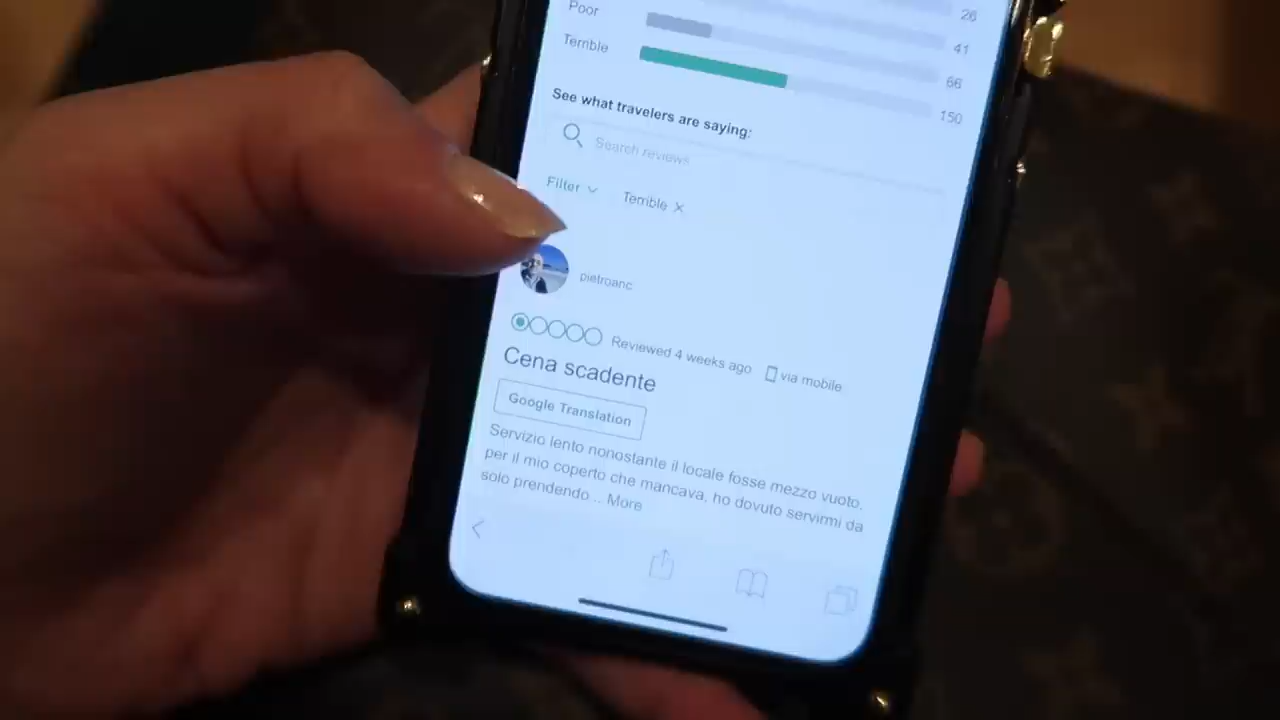 26
Poor
41
Terrible
66
150
See what travelers are saying:
Search reviews
Filter Terrible ×
pietroanc
Reviewed 4 weeks ago via mobile
Cena scadente
Google Translation
Servizio lento nonostante il locale fosse mezzo vuoto,
per il mio coperto che mancava, ho dovuto servirmi da
solo prendendo... More